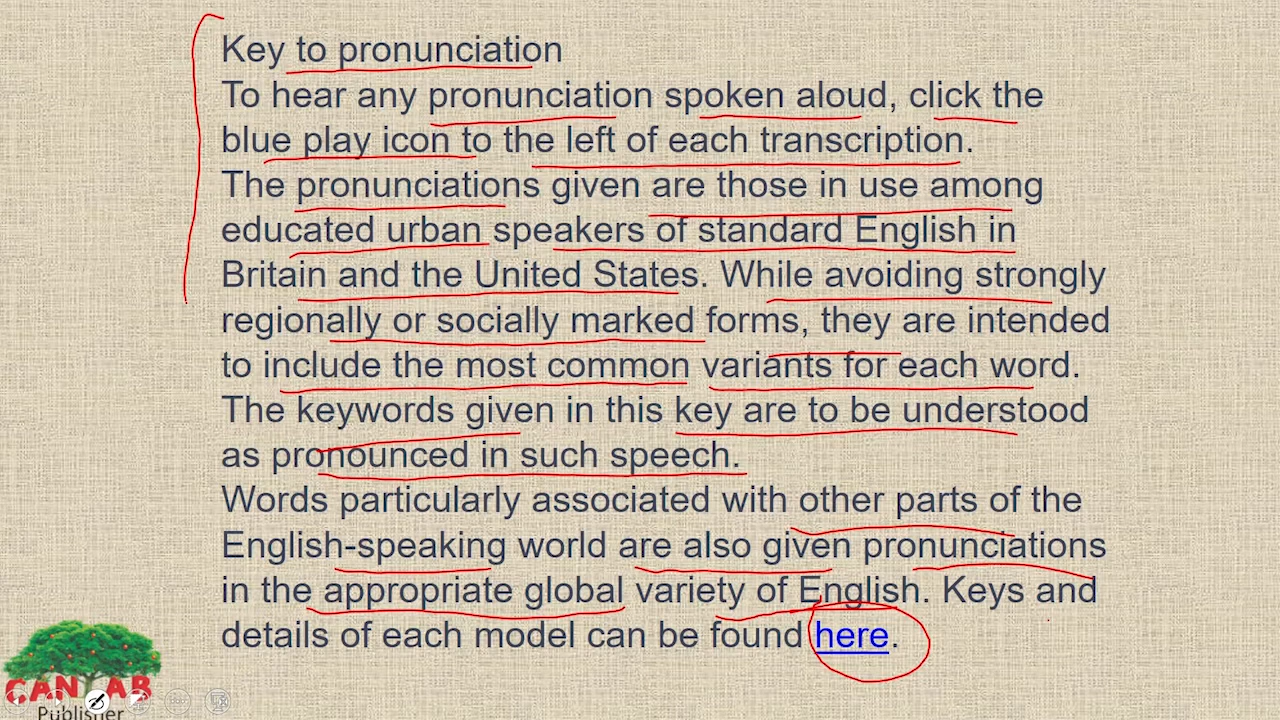 Key to pronunciation
To hear any pronunciation spoken aloud, click the
blue play icon to the left of each transcription.
The pronunciations given are those in use among
educated urban speakers of standard English in
Britain and the United States. While avoiding strongly
regionally or socially marked forms, they are intended
to include the most common variants for each word.
The keywords given in this key are to be understood
as pronounced in such speech.
Words particularly associated with other parts of the
English-speaking world are also given pronunciations
in the appropriate global variety of English. Keys and
details of each model can be found here.
CANTAB
Publisher